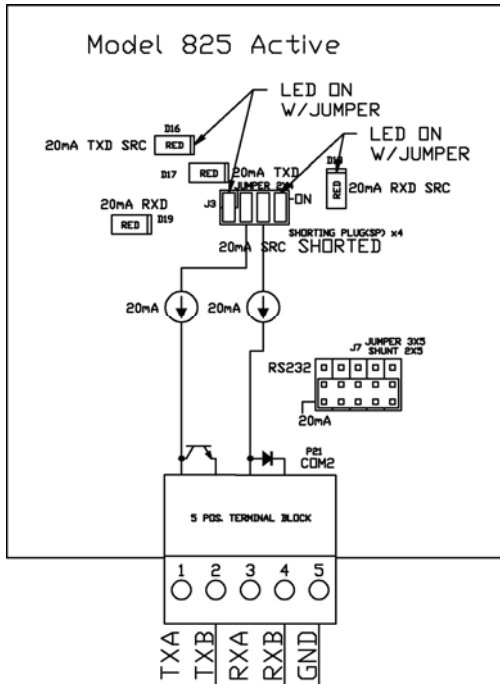 Model 825 Active
LED ON
W/JUMPER
D16
20mA TXD SRC
RED
LED ON
W/JUMPER
D17
RED
20mA TXD
JUMPER 2X4
RED
20mA RXD SRC
20mA RXD
RED
D19
J3
ON
SHORTING PLUG(SP) x4
20mA SRC SHORTED
20mA
20mA
J7
JUMPER 3X5
SHUNT 2X5
RS232
20mA
P21
COM2
5 POS. TERMINAL BLOCK
1 2 3 4 5
TXA
TXB
RXA
RXB
GND